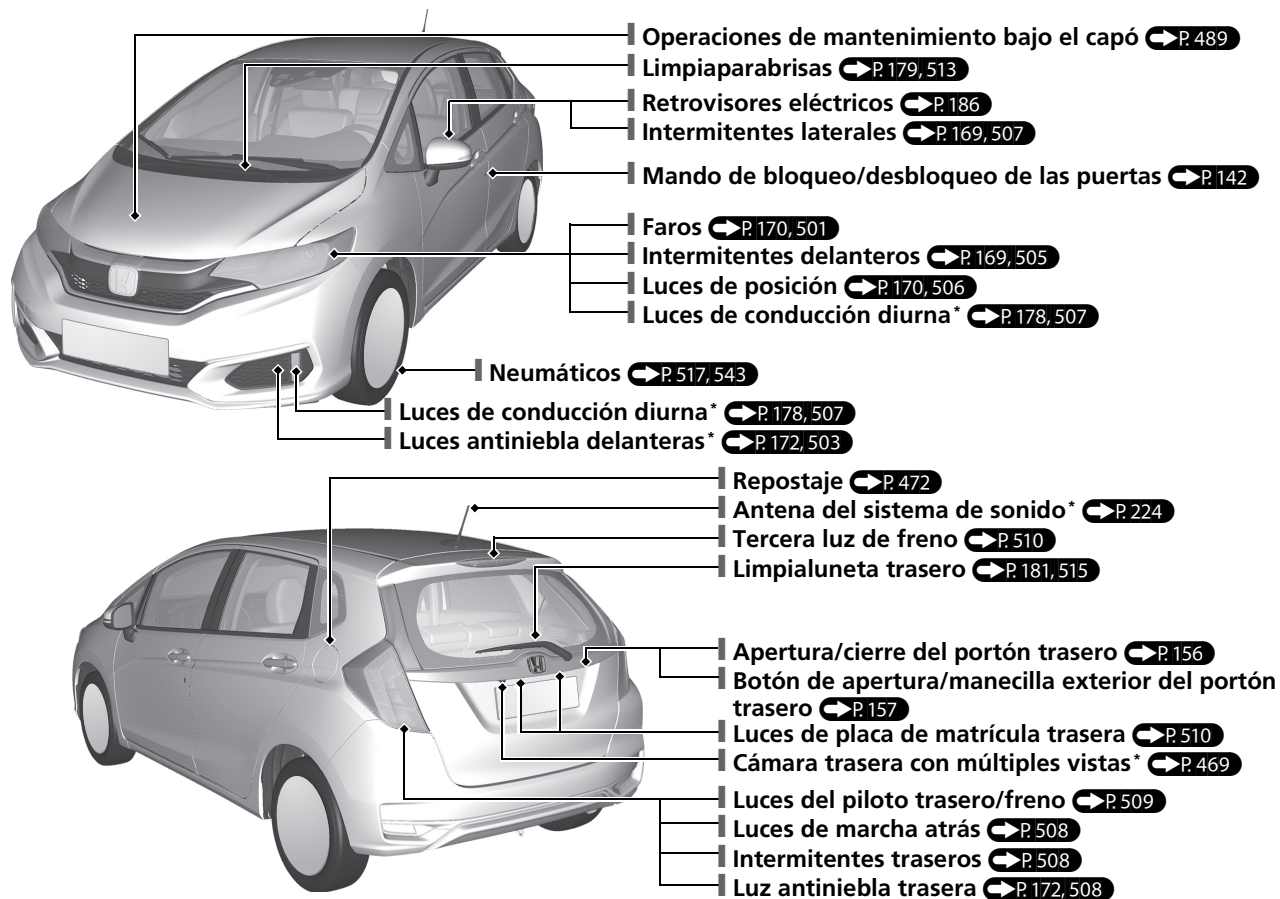 Operaciones de mantenimiento bajo el capó P. 489
Limpiaparabrisas P. 179, 513
Retrovisores eléctricos P. 186
Intermitentes laterales P. 169, 507
Mando de bloqueo/desbloqueo de las puertas P. 142
Faros P. 170, 501
Intermitentes delanteros P. 169, 505
Luces de posición P. 170, 506
Luces de conducción diurna* P. 178, 507
Neumáticos P. 517, 543
Luces de conducción diurna* P. 178, 507
Luces antiniebla delanteras* P. 172, 503
Repostaje P. 472
Antena del sistema de sonido* P. 224
Tercera luz de freno P. 510
Limpialuneta trasero P. 181, 515
Apertura/cierre del portón trasero P. 156
Botón de apertura/manecilla exterior del portón
trasero P. 157
Luces de placa de matrícula trasera P. 510
Cámara trasera con múltiples vistas* P. 469
Luces del piloto trasero/freno P. 509
Luces de marcha atrás P. 508
Intermitentes traseros P. 508
Luz antiniebla trasera P. 172, 508